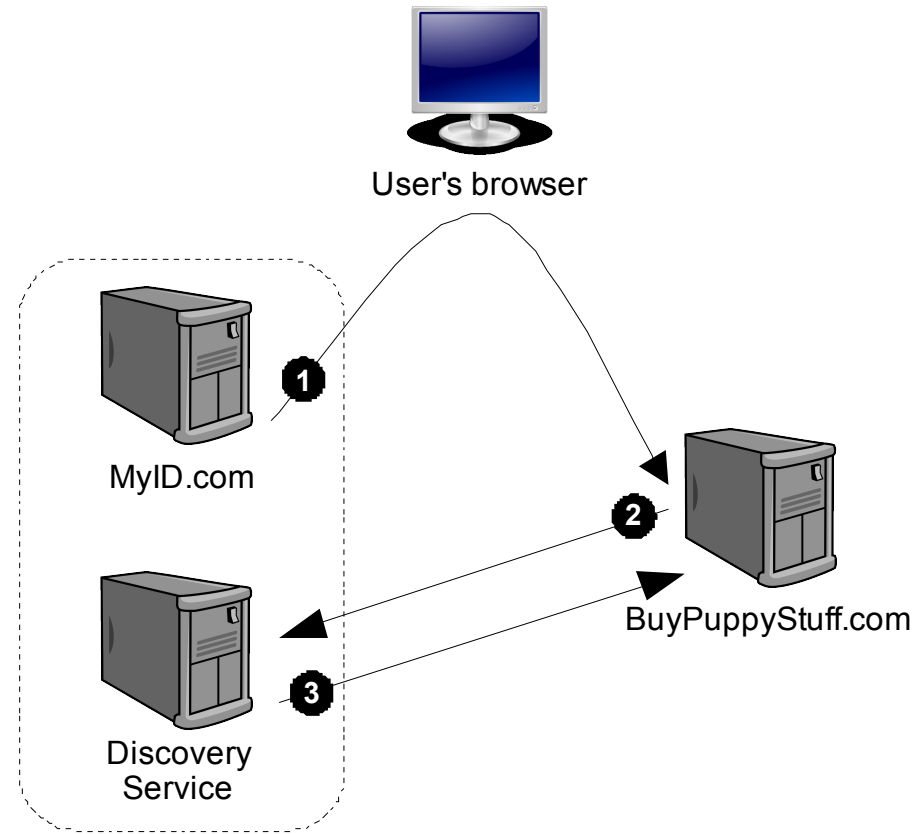 User's browser
1
MyID.com
2
BuyPuppyStuff.com
3
Discovery
Service